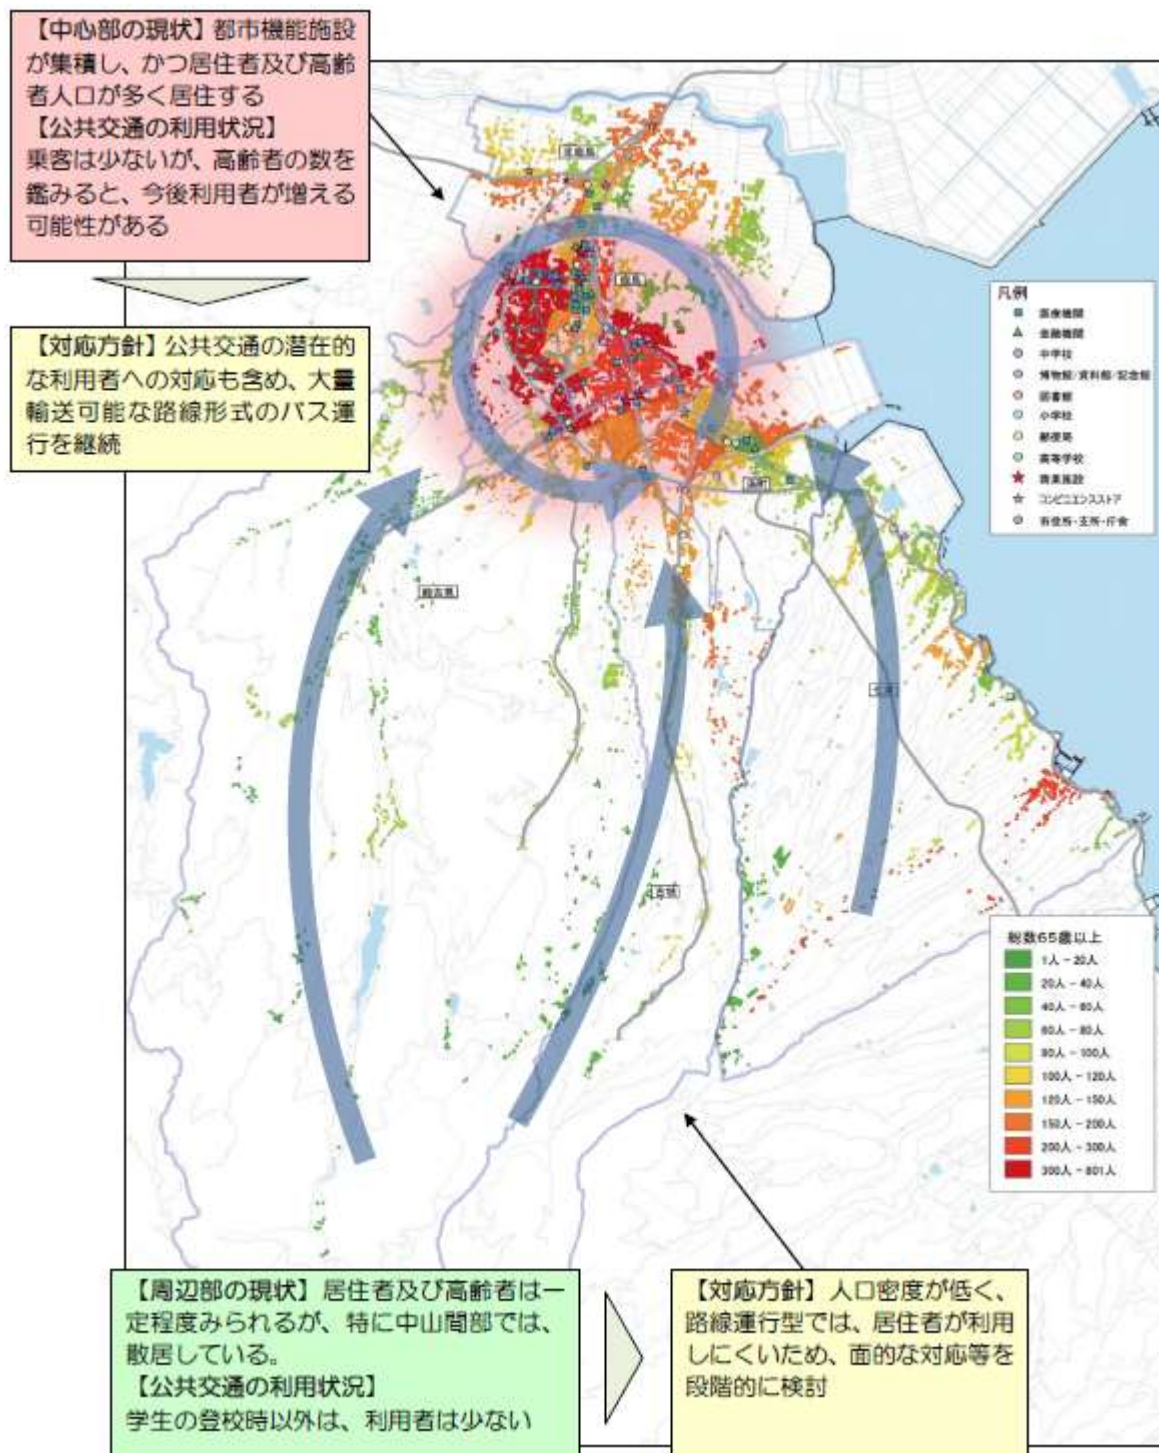 【中心部の現状】都市機能施設
が集積し、かつ居住者及び高齢
者人口が多く居住する
【公共交通の利用状況】
乗客は少ないが、高齢者の数を
鑑みると、今後利用者が増える
可能性がある
【対応方針】公共交通の潜在的
な利用者への対応も含め、大量
輸送可能な路線形式のバス運
行を継続
凡例
医療機関
金融機関
中学校
博物館/資料館/記念館
図書館
小学校
郵便局
高等学校
商業施設
コンビニエンスストア
市役所・支所・庁舎
浜町
能古見
古枝
七浦
総数65歳以上
1人 - 20人
20人 - 40人
40人 - 60人
60人 - 80人
80人 - 100人
100人 - 120人
120人 - 150人
150人 - 200人
200人 - 300人
300人 - 801人
【周辺部の現状】居住者及び高齢者は一
定程度みられるが、特に中山間部では、
散居している。
【公共交通の利用状況】
学生の登校時以外は、利用者は少ない
【対応方針】人口密度が低く、
路線運行型では、居住者が利用
しにくいため、面的な対応等を
段階的に検討